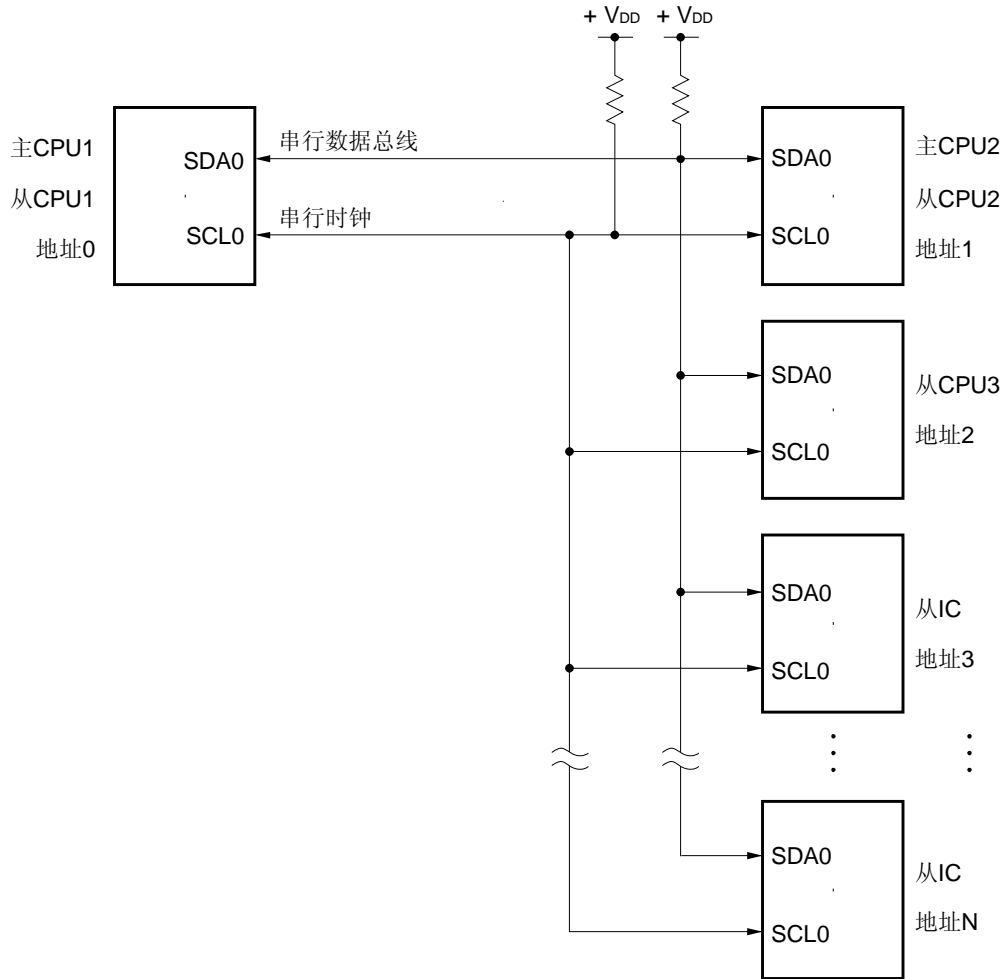 + VDD
+ VDD
主CPU1
从CPU1
地址0
SDA0
SCL0
串行数据总线
串行时钟
SDA0
SCL0
主CPU2
从CPU2
地址1
SDA0
SCL0
从CPU3
地址2
SDA0
SCL0
从IC
地址3
SDA0
SCL0
从IC
地址N